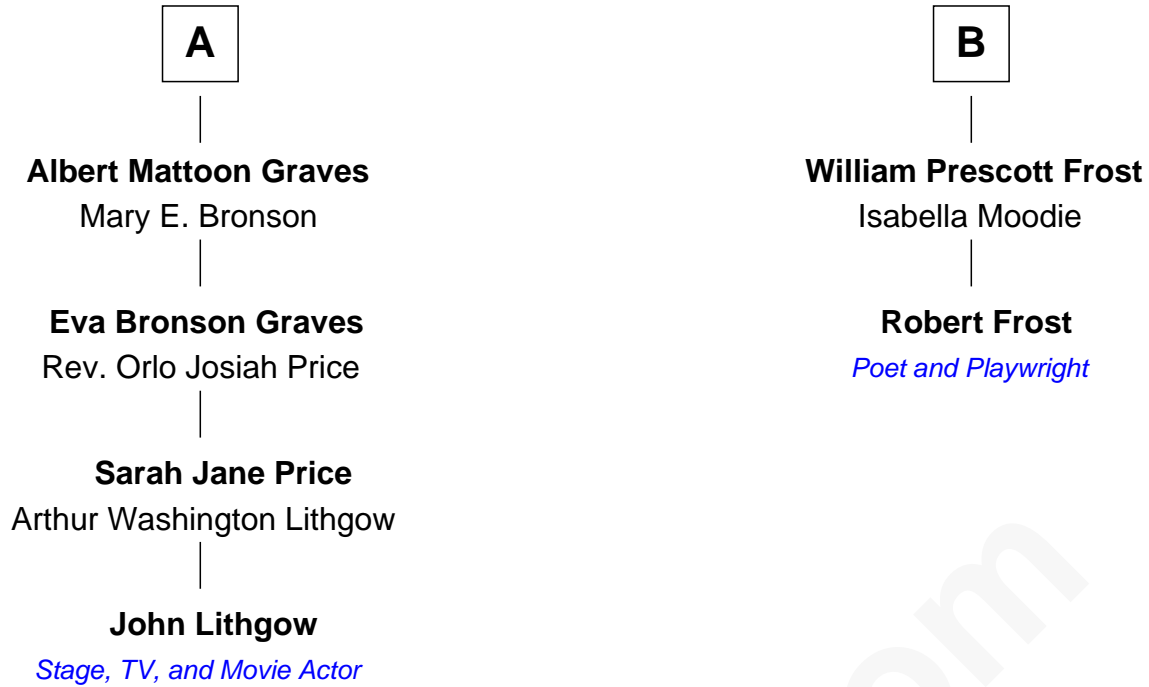 A
Albert Mattoon Graves
Mary E. Bronson
Eva Bronson Graves
Rev. Orlo Josiah Price
Sarah Jane Price
Arthur Washington Lithgow
John Lithgow
Stage, TV, and Movie Actor
B
William Prescott Frost
Isabella Moodie
Robert Frost
Poet and Playwright
om